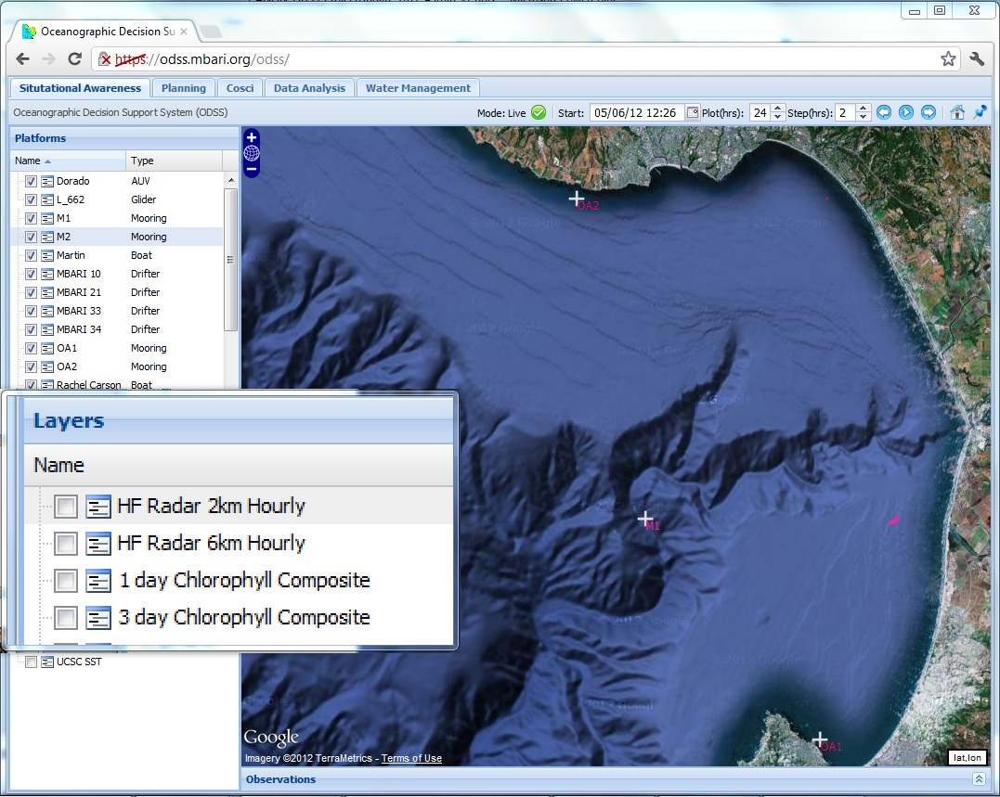 Oceanographic Decision Su
https://odss.mbari.org/odss/
Situtational Awareness
Planning
Cosci
Data Analysis
Water Management
Oceanographic Decision Support System (ODSS)
Mode: Live
Start: 05/06/12 12:26
Plot(hrs): 24
Step(hrs): 2
Platforms
Name Type
Dorado AUV
L_662 Glider
M1 Mooring
M2 Mooring
Martin Boat
MBARI 10 Drifter
MBARI 21 Drifter
MBARI 33 Drifter
MBARI 34 Drifter
OA1 Mooring
OA2 Mooring
Rachel Carson Boat
Layers
Name
HF Radar 2km Hourly
HF Radar 6km Hourly
1 day Chlorophyll Composite
3 day Chlorophyll Composite
UCSC SST
OA2
M1
OA1
Google
Imagery ©2012 TerraMetrics - Terms of Use
lat,lon
Observations